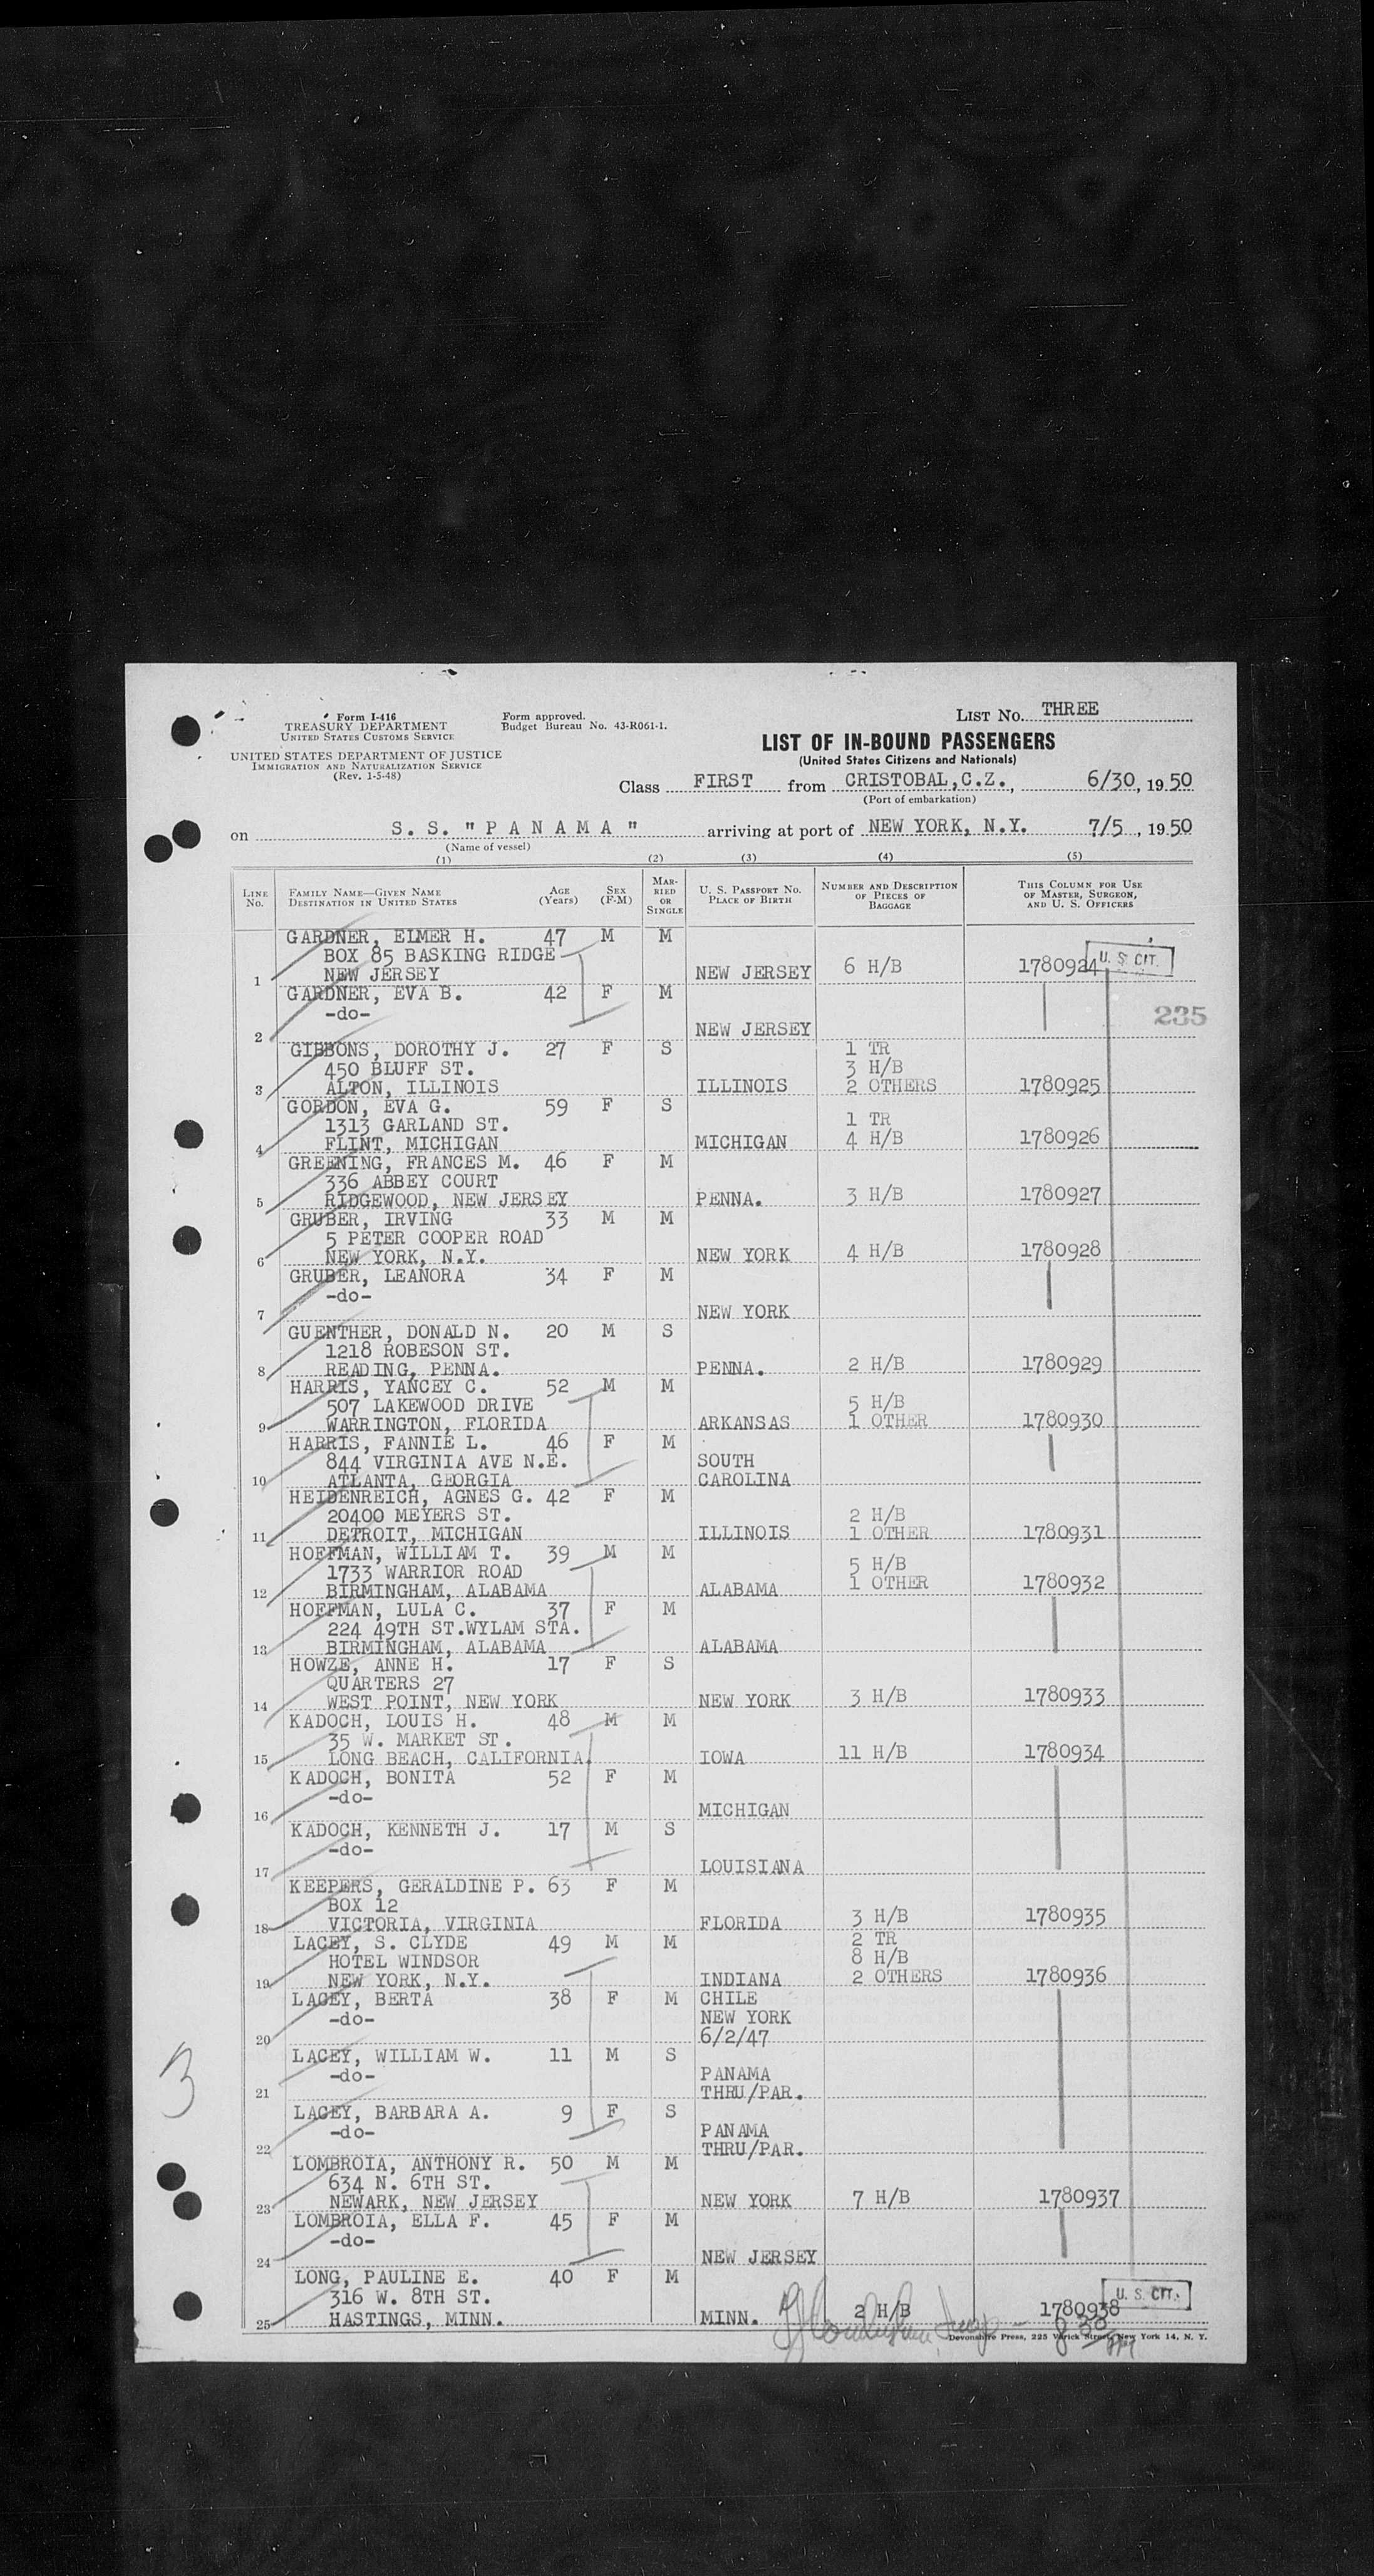 Form I-416
TREASURY DEPARTMENT
UNITED STATES CUSTOMS SERVICE
UNITED STATES DEPARTMENT OF JUSTICE
IMMIGRATION AND NATURALIZATION SERVICE
(Rev. 1-5-48)
Form approved.
Budget Bureau No. 43-R061-1.
LIST NO. THREE
LIST OF IN-BOUND PASSENGERS
(United States Citizens and Nationals)
Class FIRST from CRISTOBAL,C.Z., 6/30, 1950
(Port of embarkation)
on S. S. "P A N A M A" arriving at port of NEW YORK, N.Y. 7/5, 1950
(Name of vessel)
(1) (2) (3) (4) (5)
LINE NO. FAMILY NAME—GIVEN NAME DESTINATION IN UNITED STATES AGE (Years) SEX (F-M) MARRIED OR SINGLE U. S. PASSPORT NO. PLACE OF BIRTH NUMBER AND DESCRIPTION OF PIECES OF BAGGAGE THIS COLUMN FOR USE OF MASTER, SURGEON, AND U. S. OFFICERS
GARDNER, ELMER H. 47 M M
BOX 85 BASKING RIDGE
1 NEW JERSEY NEW JERSEY 6 H/B 1780924 U. S. CIT.
GARDNER, EVA B. 42 F M
-do- 235
2 NEW JERSEY
GIBBONS, DOROTHY J. 27 F S 1 TR
450 BLUFF ST. 3 H/B
3 ALTON, ILLINOIS ILLINOIS 2 OTHERS 1780925
GORDON, EVA G. 59 F S
1313 GARLAND ST. 1 TR
4 FLINT, MICHIGAN MICHIGAN 4 H/B 1780926
GREENING, FRANCES M. 46 F M
336 ABBEY COURT
5 RIDGEWOOD, NEW JERSEY PENNA. 3 H/B 1780927
GRUBER, IRVING 33 M M
5 PETER COOPER ROAD
6 NEW YORK, N.Y. NEW YORK 4 H/B 1780928
GRUBER, LEANORA 34 F M
-do-
7 NEW YORK
GUENTHER, DONALD N. 20 M S
1218 ROBESON ST.
8 READING, PENNA. PENNA. 2 H/B 1780929
HARRIS, YANCEY C. 52 M M
507 LAKEWOOD DRIVE 5 H/B
9 WARRINGTON, FLORIDA ARKANSAS 1 OTHER 1780930
HARRIS, FANNIE L. 46 F M
844 VIRGINIA AVE N.E. SOUTH
10 ATLANTA, GEORGIA CAROLINA
HEIDENREICH, AGNES G. 42 F M
20400 MEYERS ST. 2 H/B
11 DETROIT, MICHIGAN ILLINOIS 1 OTHER 1780931
HOFFMAN, WILLIAM T. 39 M M
1733 WARRIOR ROAD 5 H/B
12 BIRMINGHAM, ALABAMA ALABAMA 1 OTHER 1780932
HOFFMAN, LULA C. 37 F M
224 49TH ST.WYLAM STA.
13 BIRMINGHAM, ALABAMA ALABAMA
HOWZE, ANNE H. 17 F S
QUARTERS 27
14 WEST POINT, NEW YORK NEW YORK 3 H/B 1780933
KADOCH, LOUIS H. 48 M M
35 W. MARKET ST.
15 LONG BEACH, CALIFORNIA. IOWA 11 H/B 1780934
KADOCH, BONITA 52 F M
-do-
16 MICHIGAN
KADOCH, KENNETH J. 17 M S
-do-
17 LOUISIANA
KEEPERS, GERALDINE P. 63 F M
BOX 12
18 VICTORIA, VIRGINIA FLORIDA 3 H/B 1780935
LACEY, S. CLYDE 49 M M 2 TR
HOTEL WINDSOR 8 H/B
19 NEW YORK, N.Y. INDIANA 2 OTHERS 1780936
LACEY, BERTA 38 F M CHILE
-do- NEW YORK
20 6/2/47
LACEY, WILLIAM W. 11 M S
-do- PANAMA
21 THRU/PAR.
3
LACEY, BARBARA A. 9 F S
-do- PANAMA
22 THRU/PAR.
LOMBROIA, ANTHONY R. 50 M M
634 N. 6TH ST.
23 NEWARK, NEW JERSEY NEW YORK 7 H/B 1780937
LOMBROIA, ELLA F. 45 F M
-do-
24 NEW JERSEY
LONG, PAULINE E. 40 F M
316 W. 8TH ST. U. S. CIT.
25 HASTINGS, MINN. MINN. 2 H/B 1780938
Devonshire Press, 225 Varick Street, New York 14, N. Y.